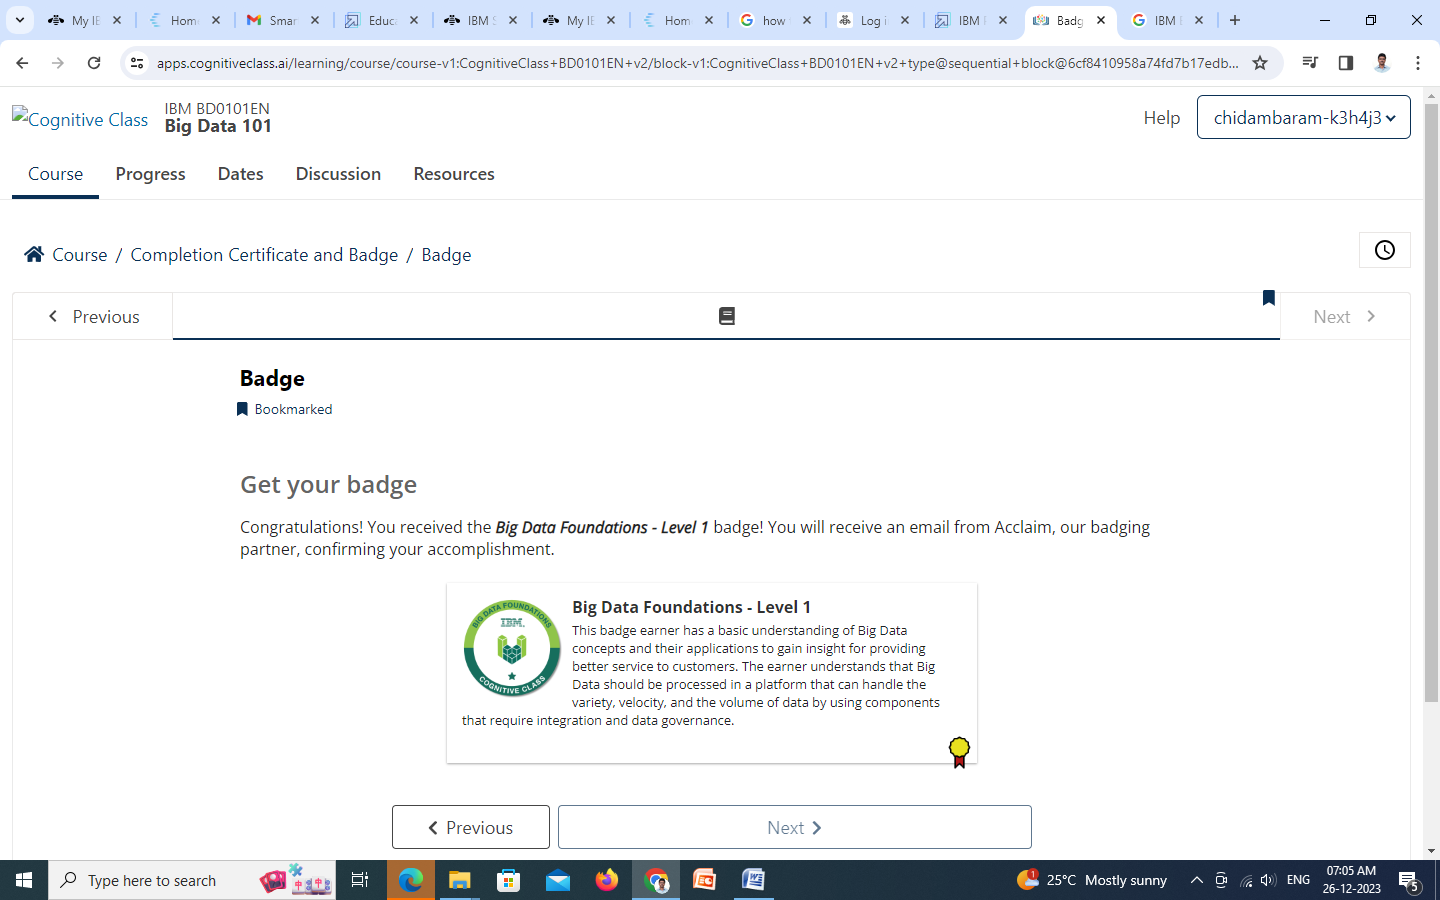 My IB
Home
Smar
Educa
IBM S
My IB
Home
how
Log i
IBM
Badg
IBM
apps.cognitiveclass.ai/learning/course/course-v1:CognitiveClass+BD0101EN+v2/block-v1:CognitiveClass+BD0101EN+v2+type@sequential+block@6cf8410958a74fd7b17edb...
Cognitive Class
IBM BD0101EN
Big Data 101
Help
chidambaram-k3h4j3
Course Progress Dates Discussion Resources
Course / Completion Certificate and Badge / Badge
Previous
Next
Badge
Bookmarked
Get your badge
Congratulations! You received the Big Data Foundations - Level 1 badge! You will receive an email from Acclaim, our badging
partner, confirming your accomplishment.
BIG DATA FOUNDATIONS
IBM.
COGNITIVE CLASS
Big Data Foundations - Level 1
This badge earner has a basic understanding of Big Data
concepts and their applications to gain insight for providing
better service to customers. The earner understands that Big
Data should be processed in a platform that can handle the
variety, velocity, and the volume of data by using components
that require integration and data governance.
Previous
Next
Type here to search
1
25°C Mostly sunny
ENG
07:05 AM
26-12-2023
5